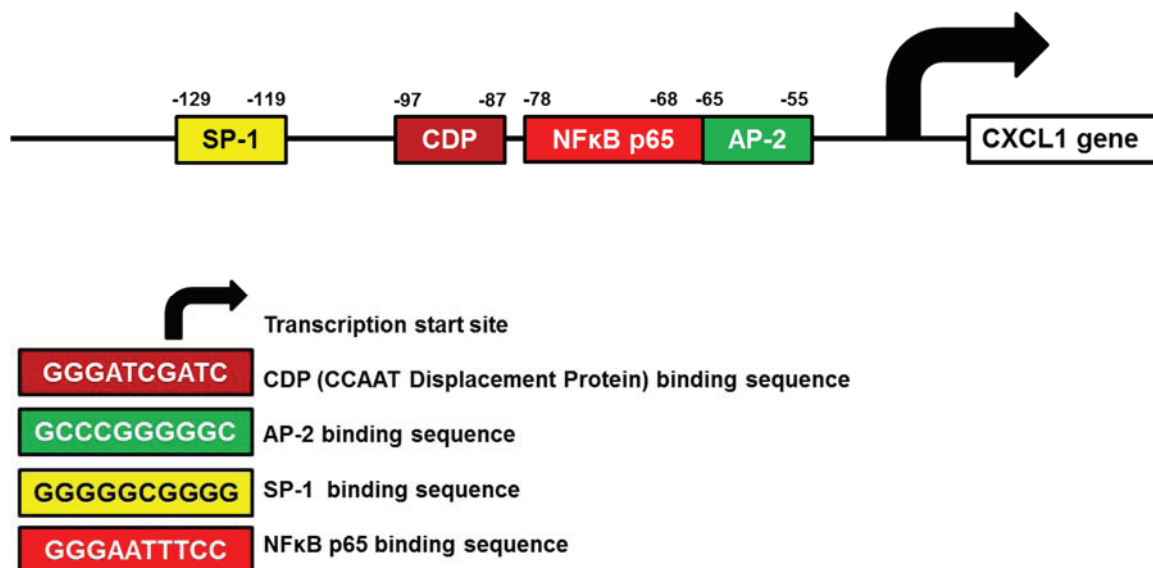 -129 -119 -97 -87 -78 -68 -65 -55
SP-1 CDP NFκB p65 AP-2 CXCL1 gene
Transcription start site
GGGATCGATC CDP (CCAAT Displacement Protein) binding sequence
GCCCGGGGGC AP-2 binding sequence
GGGGGCGGGG SP-1 binding sequence
GGGAATTTCC NFκB p65 binding sequence